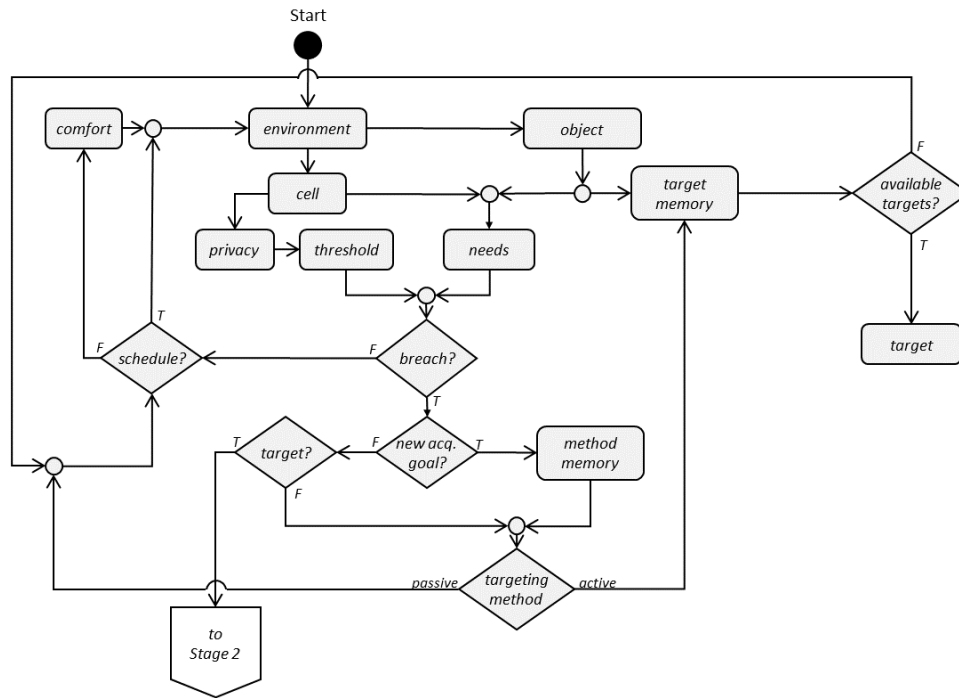 Start
comfort
environment
object
F
cell
target
memory
available
targets?
privacy
threshold
needs
T
T
F
schedule?
F
breach?
target
T
T
target?
F
new acq.
goal?
T
method
memory
F
passive
targeting
method
active
to
Stage 2